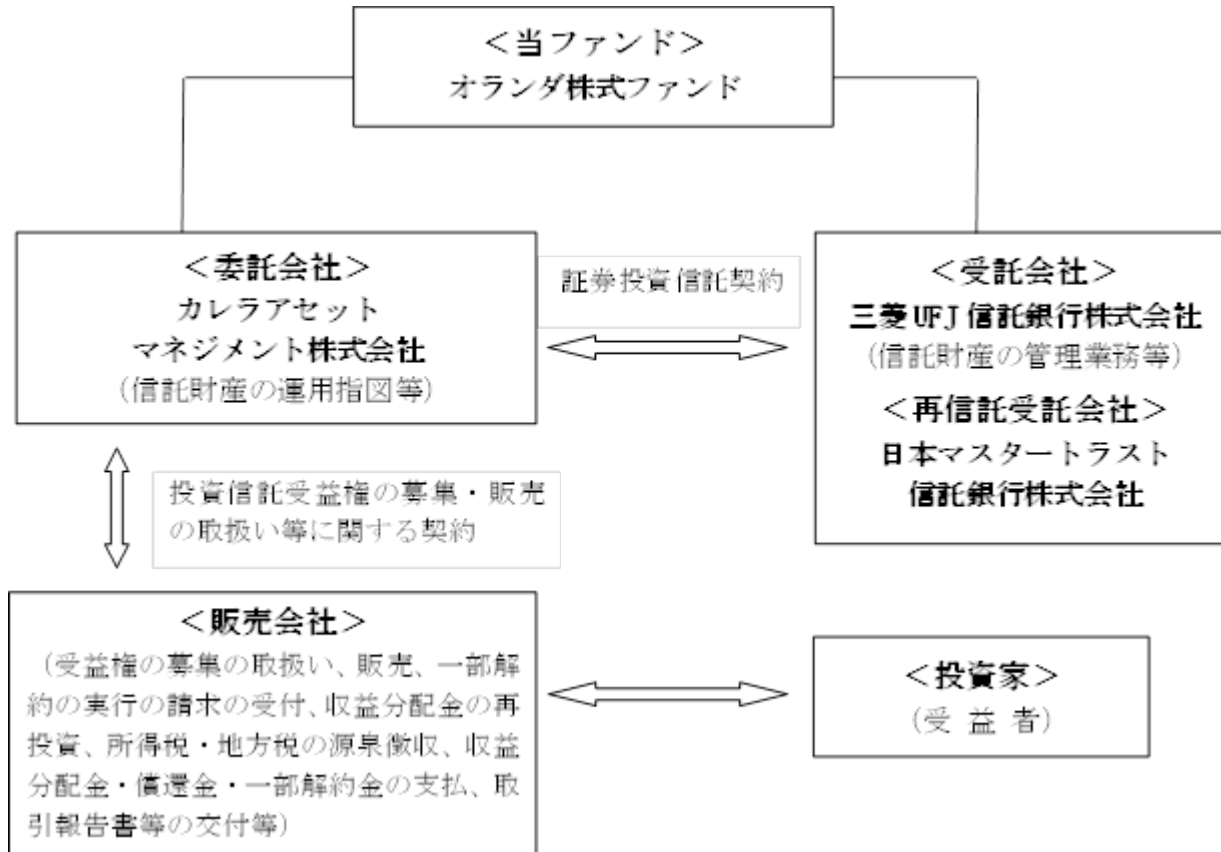 ＜当ファンド＞
オランダ株式ファンド
＜委託会社＞
カレラアセット
マネジメント株式会社
（信託財産の運用指図等）
証券投資信託契約
＜受託会社＞
三菱UFJ信託銀行株式会社
（信託財産の管理業務等）
＜再信託受託会社＞
日本マスタートラスト
信託銀行株式会社
投資信託受益権の募集・販売
の取扱い等に関する契約
＜販売会社＞
（受益権の募集の取扱い、販売、一部解
約の実行の請求の受付、収益分配金の再
投資、所得税・地方税の源泉徴収、収益
分配金・償還金・一部解約金の支払、取
引報告書等の交付等）
＜投資家＞
（受 益 者）